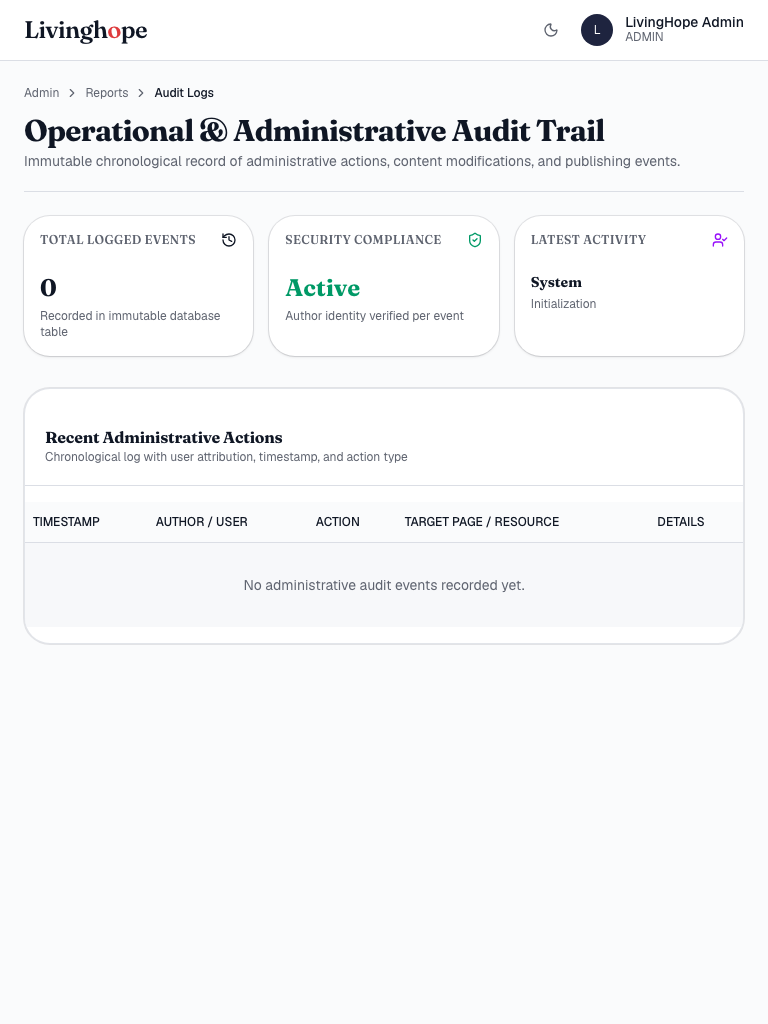 Livinghope
L
LivingHope Admin
ADMIN
Admin > Reports > Audit Logs
Operational & Administrative Audit Trail
Immutable chronological record of administrative actions, content modifications, and publishing events.
TOTAL LOGGED EVENTS
0
Recorded in immutable database
table
SECURITY COMPLIANCE
Active
Author identity verified per event
LATEST ACTIVITY
System
Initialization
Recent Administrative Actions
Chronological log with user attribution, timestamp, and action type
TIMESTAMP AUTHOR / USER ACTION TARGET PAGE / RESOURCE DETAILS
No administrative audit events recorded yet.